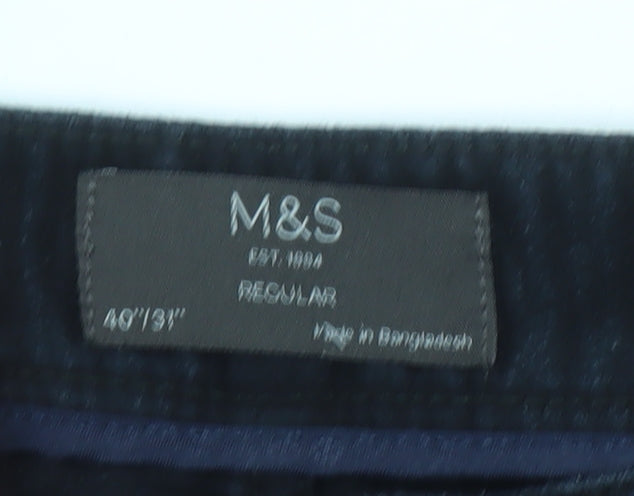 M&S
EST. 1884
REGULAR
40"/31"
Made in Bangladesh